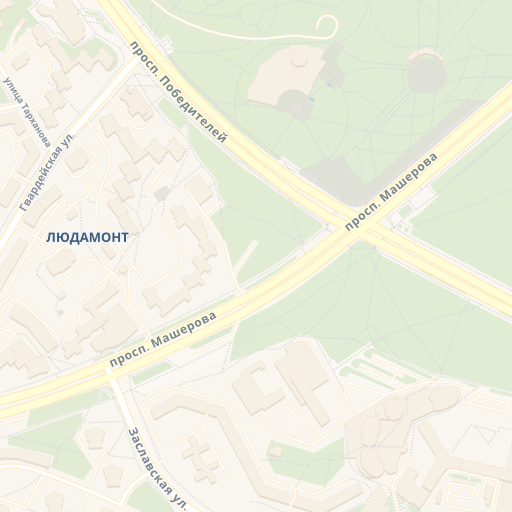 просп. Победителей
улица Тарханова
Гвардейская ул.
просп. Машерова
ЛЮДАМОНТ
просп. Машерова
Заславская ул.